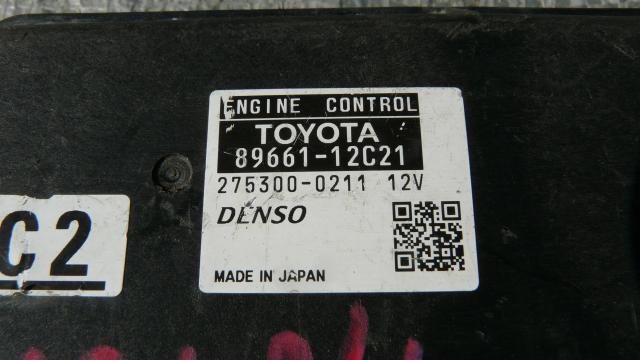 ENGINE CONTROL
TOYOTA
89661-12C21
275300-0211 12V
DENSO
MADE IN JAPAN
C2